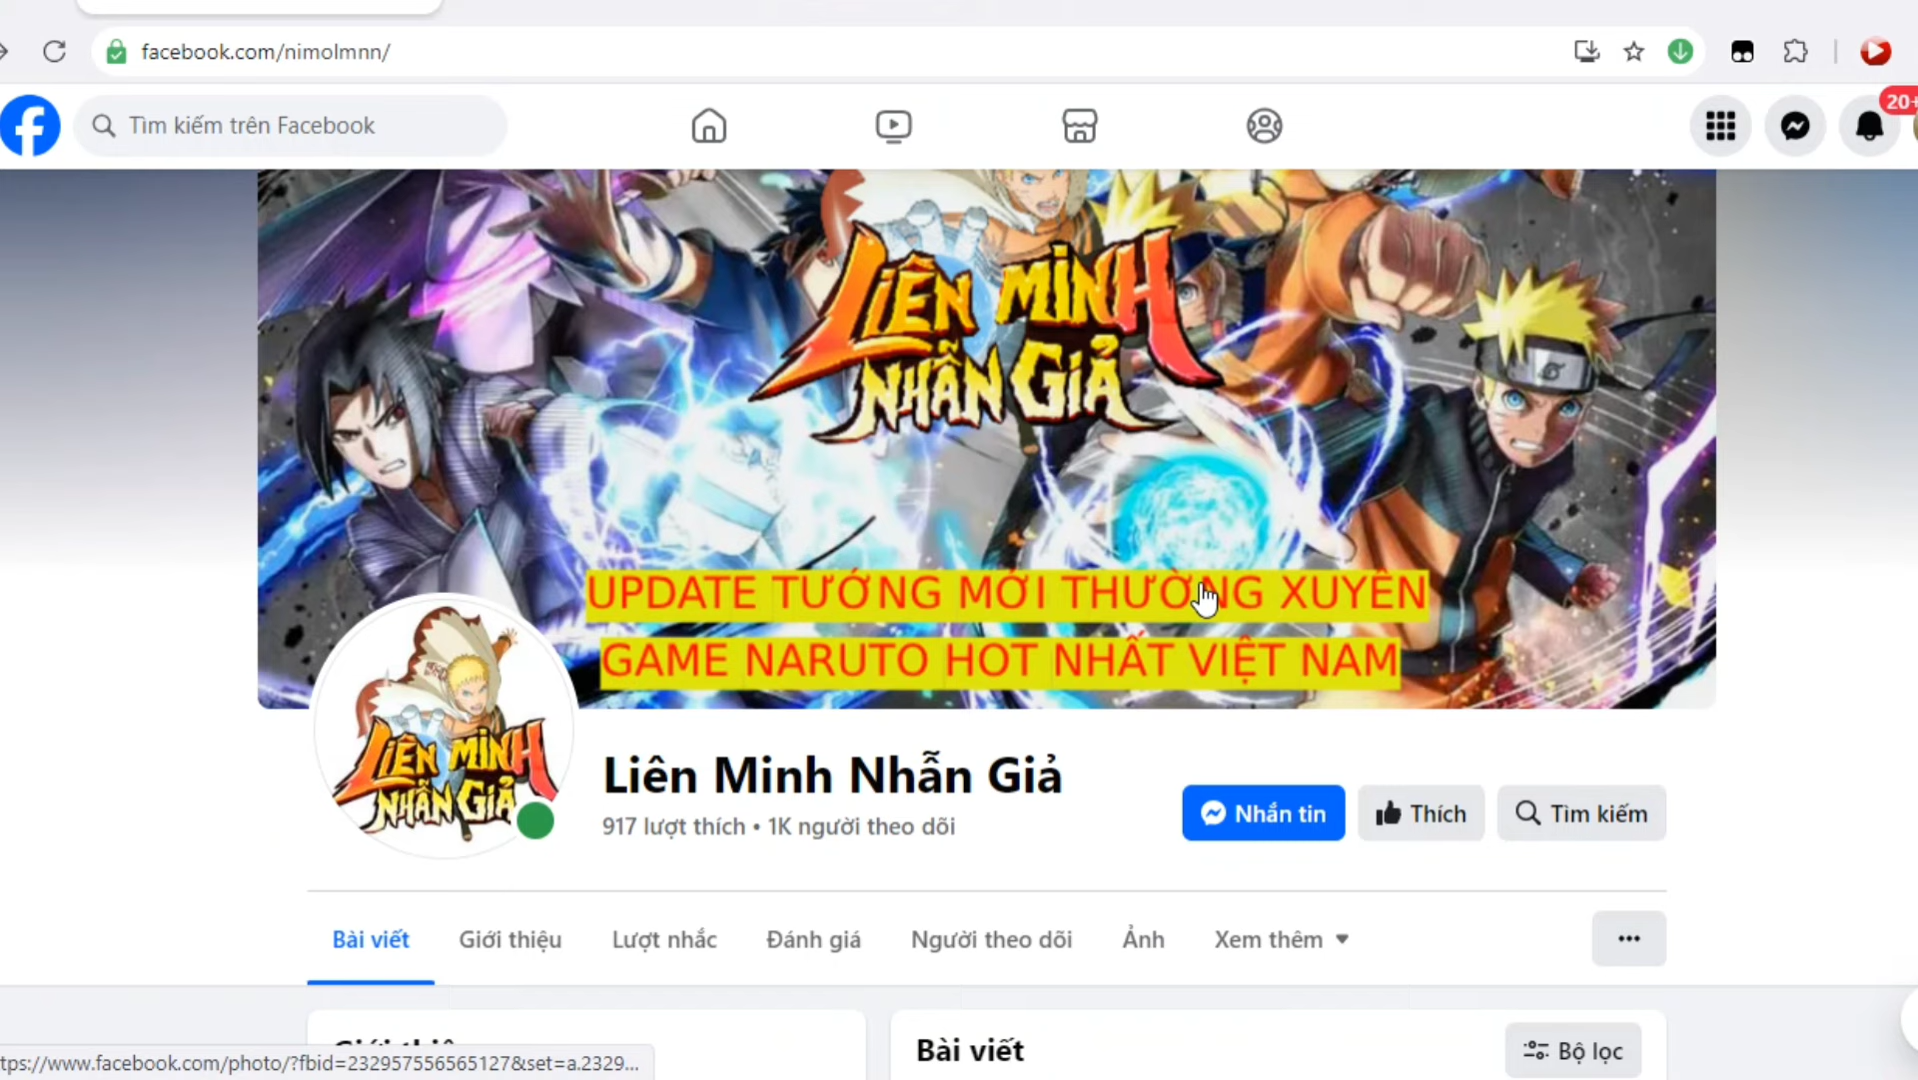 facebook.com/nimolmnn/
Tìm kiếm trên Facebook
20+
LIÊN MINH
NHẪN GIẢ
UPDATE TƯỚNG MỚI THƯỜNG XUYÊN
GAME NARUTO HOT NHẤT VIỆT NAM
LIÊN MINH
NHẪN GIẢ
Liên Minh Nhẫn Giả
917 lượt thích • 1K người theo dõi
Nhắn tin
Thích
Tìm kiếm
Bài viết
Giới thiệu
Lượt nhắc
Đánh giá
Người theo dõi
Ảnh
Xem thêm
Giới thiệu
Bài viết
Bộ lọc
tps://www.facebook.com/photo/?fbid=232957556565127&set=a.2329...